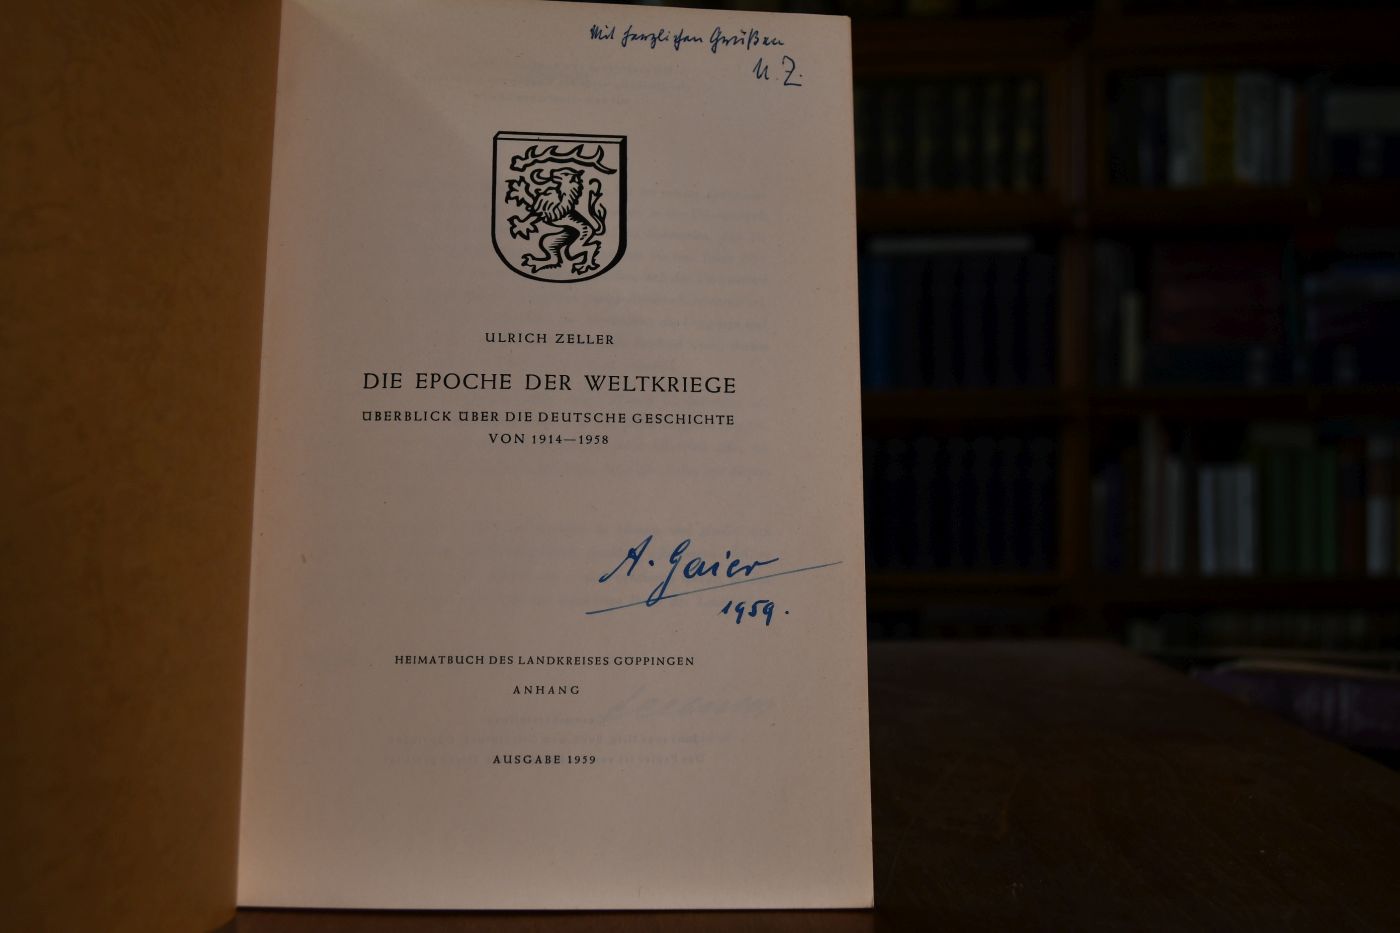 Mit herzlichen Grüßen
U. Z.
ULRICH ZELLER
DIE EPOCHE DER WELTKRIEGE
ÜBERBLICK ÜBER DIE DEUTSCHE GESCHICHTE
VON 1914—1958
A. Gaier
1959.
HEIMATBUCH DES LANDKREISES GÖPPINGEN
ANHANG
AUSGABE 1959